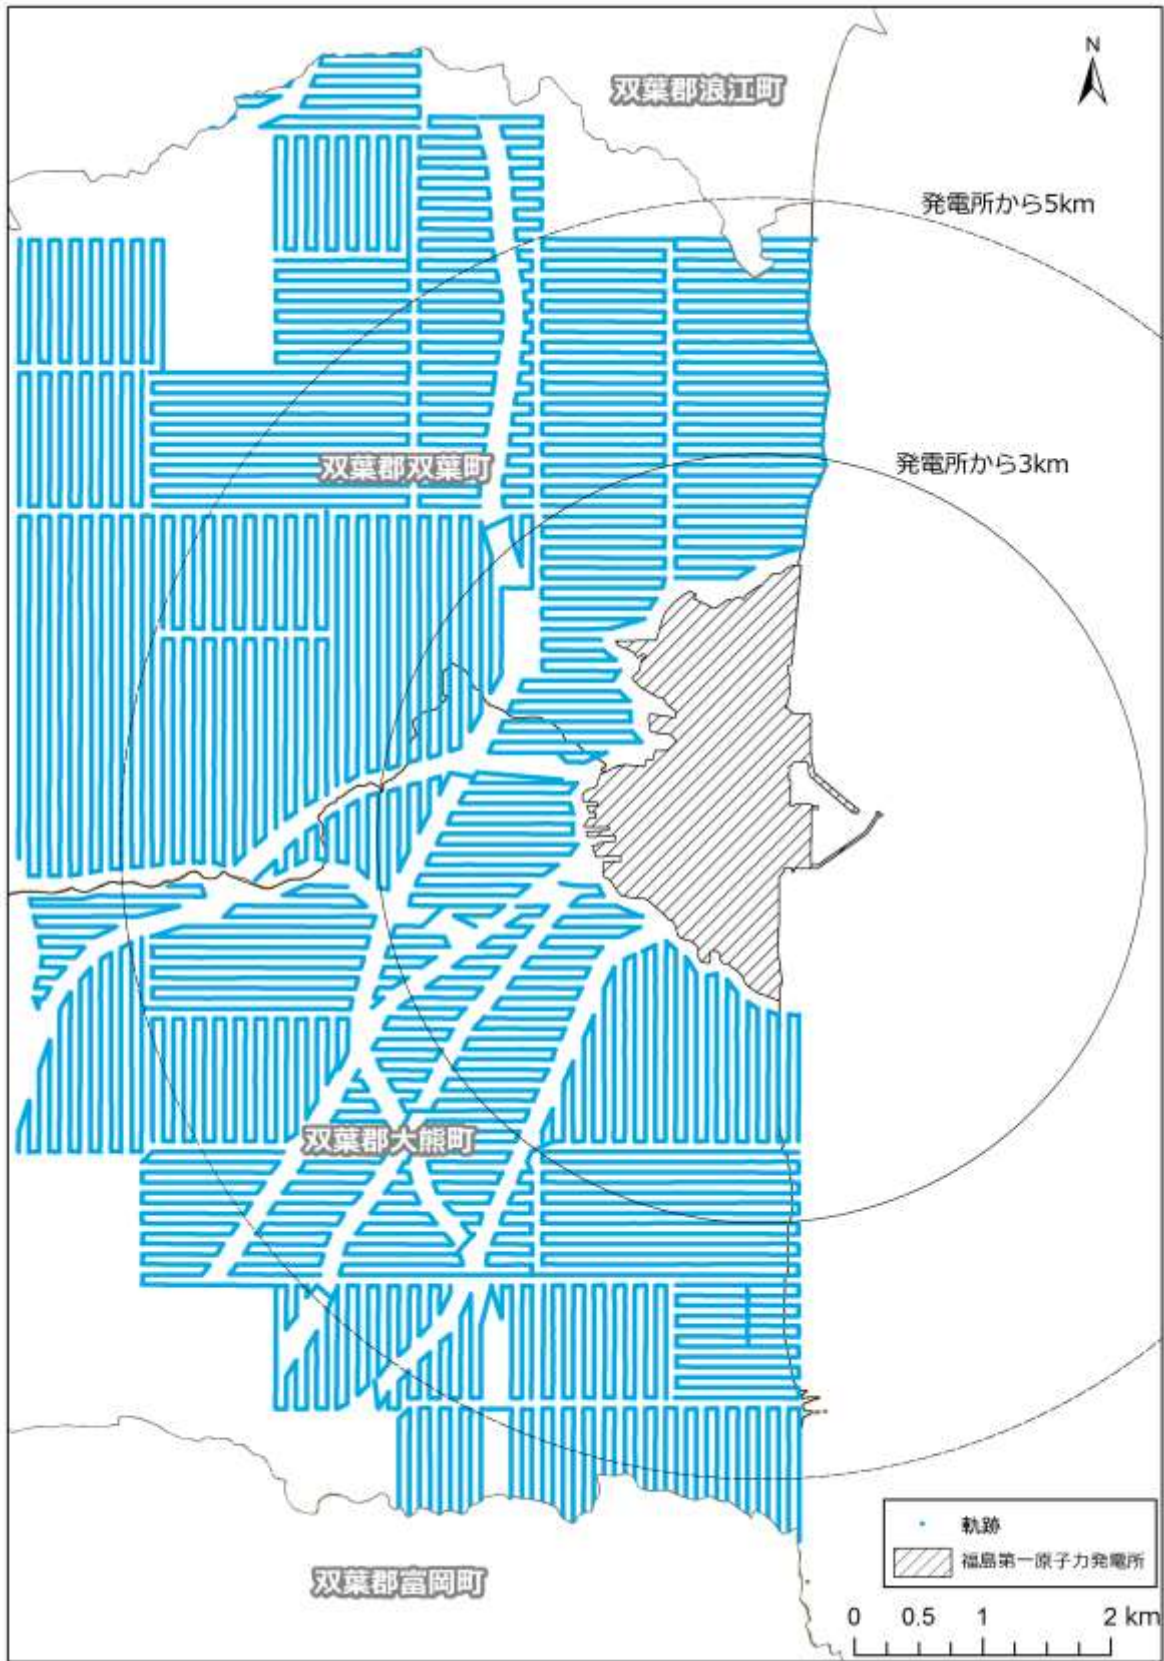 N
双葉郡浪江町
発電所から5km
発電所から3km
双葉郡双葉町
双葉郡大熊町
軌跡
福島第一原子力発電所
双葉郡富岡町
0 0.5 1 2 km